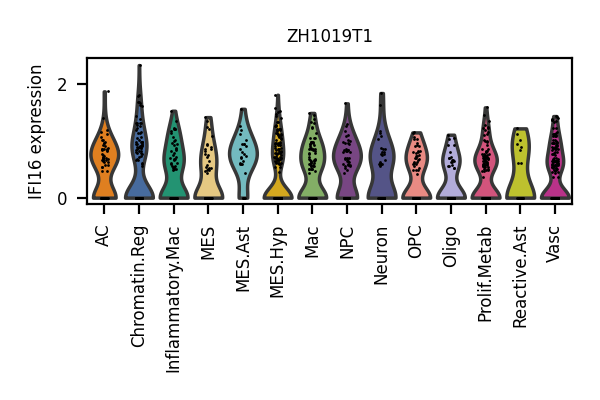 ZH1019T1
IFI16 expression
2
0
AC
Chromatin.Reg
Inflammatory.Mac
MES
MES.Ast
MES.Hyp
Mac
NPC
Neuron
OPC
Oligo
Prolif.Metab
Reactive.Ast
Vasc